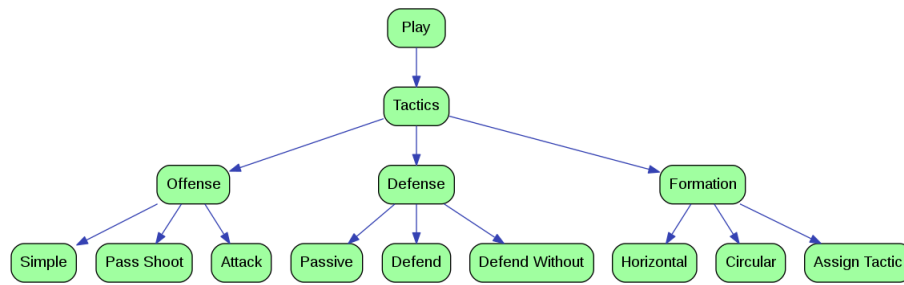 Play
Tactics
Offense
Defense
Formation
Simple
Pass Shoot
Attack
Passive
Defend
Defend Without
Horizontal
Circular
Assign Tactic